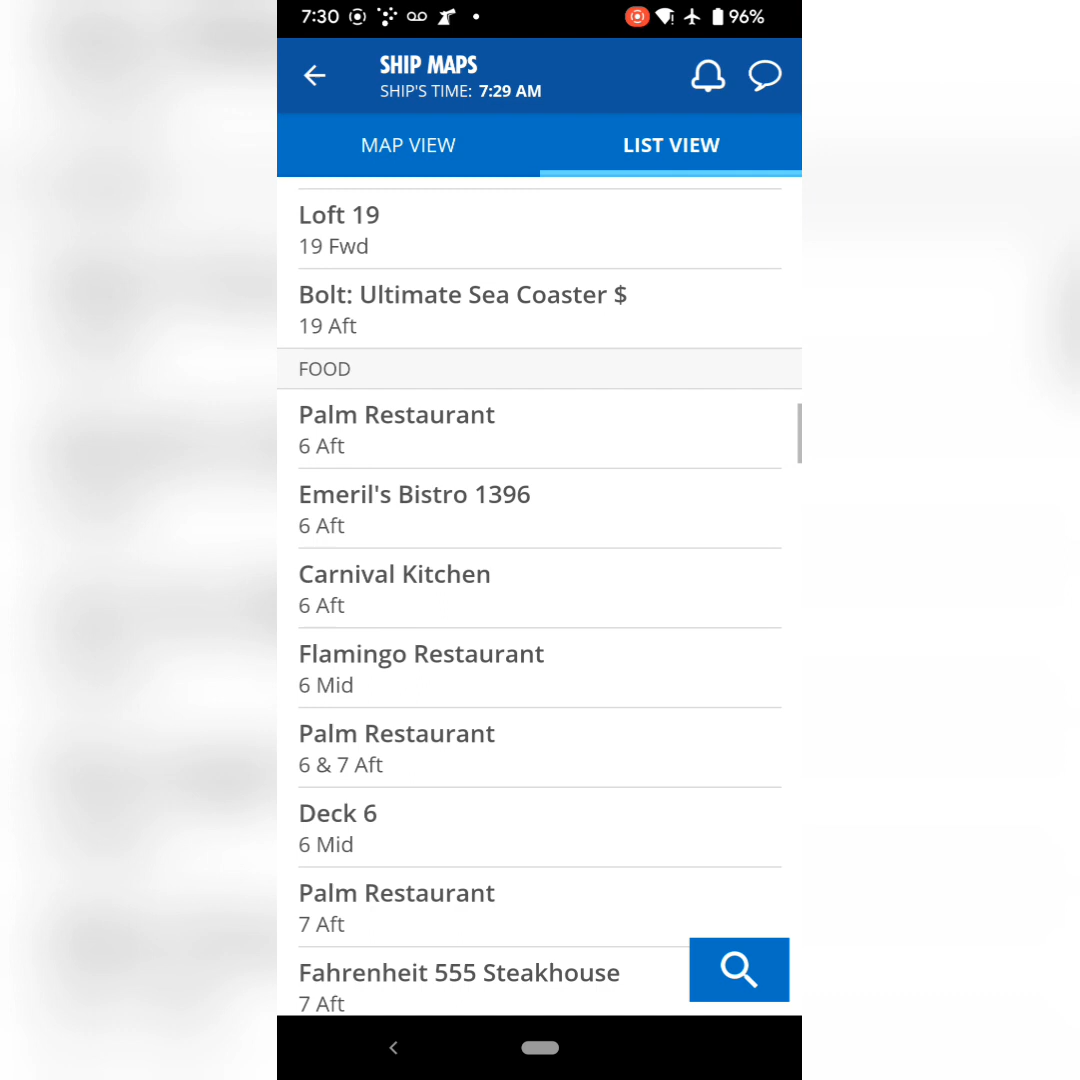 7:30
96%
SHIP MAPS
SHIP'S TIME: 7:29 AM
MAP VIEW
LIST VIEW
Loft 19
19 Fwd
Bolt: Ultimate Sea Coaster $
19 Aft
FOOD
Palm Restaurant
6 Aft
Emeril's Bistro 1396
6 Aft
Carnival Kitchen
6 Aft
Flamingo Restaurant
6 Mid
Palm Restaurant
6 & 7 Aft
Deck 6
6 Mid
Palm Restaurant
7 Aft
Fahrenheit 555 Steakhouse
7 Aft